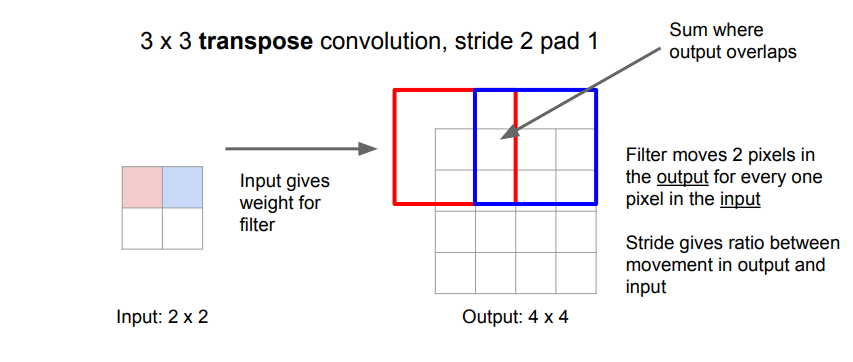 3 x 3 transpose convolution, stride 2 pad 1
Sum where
output overlaps
Input gives
weight for
filter
Filter moves 2 pixels in
the output for every one
pixel in the input
Stride gives ratio between
movement in output and
input
Input: 2 x 2
Output: 4 x 4